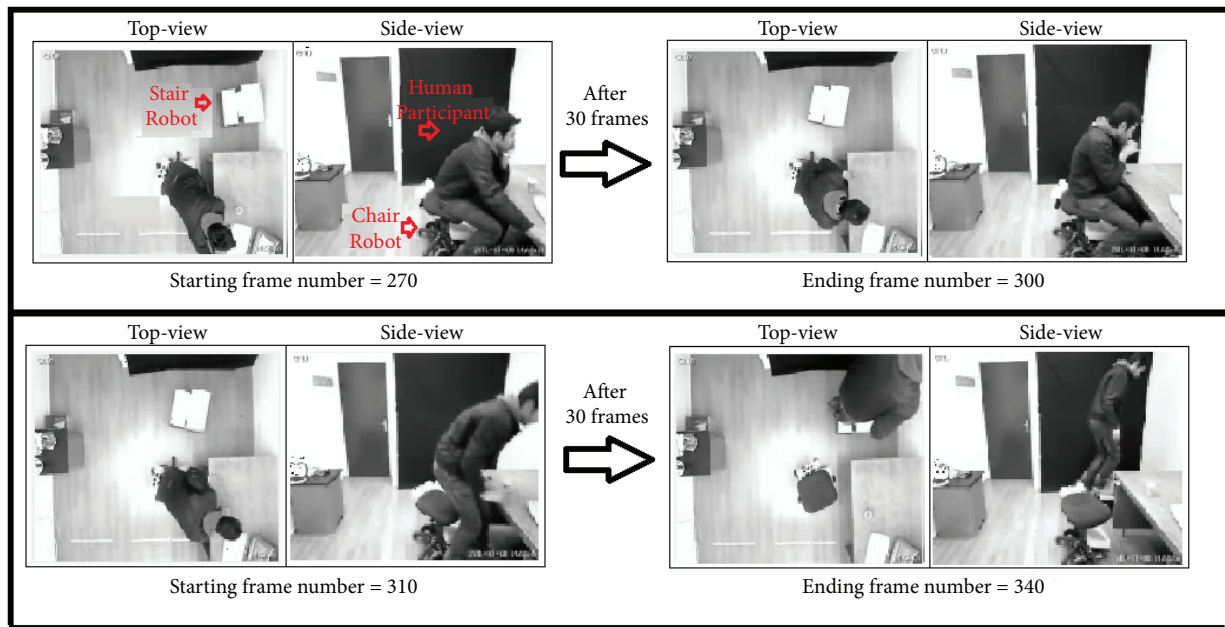 Top-view Side-view Top-view Side-view
Stair
Robot
Human
Participant
Chair
Robot
After
30 frames
Starting frame number = 270 Ending frame number = 300
Top-view Side-view Top-view Side-view
After
30 frames
Starting frame number = 310 Ending frame number = 340